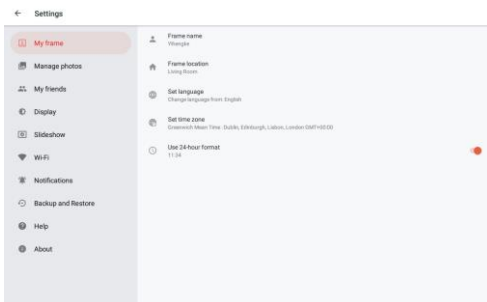 Settings
My frame
Manage photos
My friends
Display
Slideshow
Wi-Fi
Notifications
Backup and Restore
Help
About
Frame name
Frame location
Living Room
Set language
Change language from: English
Set time zone
Greenwich Mean Time : Dublin, Edinburgh, Lisbon, London GMT+00:00
Use 24-hour format
11:34